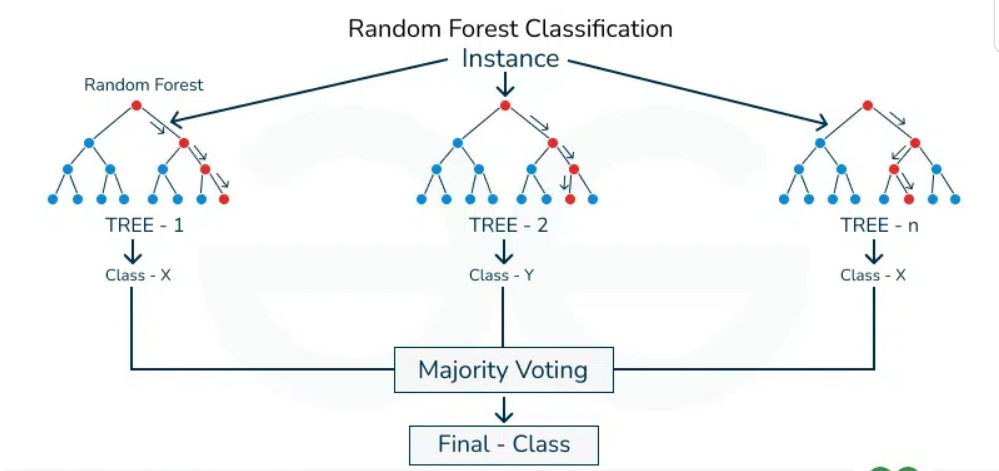 Random Forest Classification
Instance
Random Forest
TREE - 1
TREE - 2
TREE - n
Class - X
Class - Y
Class - X
Majority Voting
Final - Class